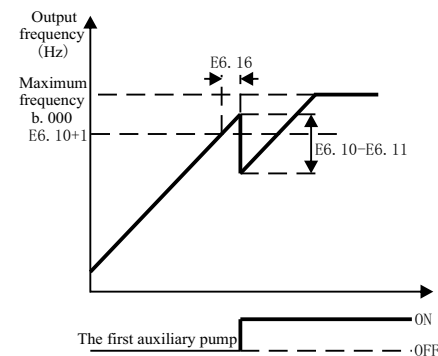 Output
frequency
(Hz)
E6. 16
Maximum
frequency
b. 000
E6. 10+1
E6. 10-E6. 11
ON
The first auxiliary pump
OFF